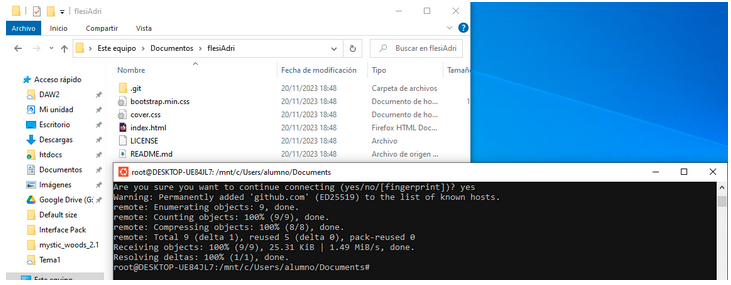 flesiAdri
Archivo Inicio Compartir Vista
Este equipo > Documentos > flesiAdri
Buscar en flesiAdri
Nombre Fecha de modificación Tipo Tamaño
Acceso rápido
DAW2
Mi unidad
Escritorio
Descargas
htdocs
Documentos
Imágenes
Google Drive (G:
Default size
Interface Pack
mystic_woods_2.1
Tema1
Este equipo
.git 20/11/2023 18:48 Carpeta de archivos
bootstrap.min.css 20/11/2023 18:48 Documento de ho... 1
cover.css 20/11/2023 18:48 Documento de ho...
index.html 20/11/2023 18:48 Firefox HTML Doc...
LICENSE 20/11/2023 18:48 Archivo
README.md 20/11/2023 18:48 Archivo de origen ...
root@DESKTOP-UE84JL7: /mnt/c/Users/alumno/Documents
Are you sure you want to continue connecting (yes/no/[fingerprint])? yes
Warning: Permanently added 'github.com' (ED25519) to the list of known hosts.
remote: Enumerating objects: 9, done.
remote: Counting objects: 100% (9/9), done.
remote: Compressing objects: 100% (8/8), done.
remote: Total 9 (delta 1), reused 5 (delta 0), pack-reused 0
Receiving objects: 100% (9/9), 25.31 KiB | 1.49 MiB/s, done.
Resolving deltas: 100% (1/1), done.
root@DESKTOP-UE84JL7:/mnt/c/Users/alumno/Documents#